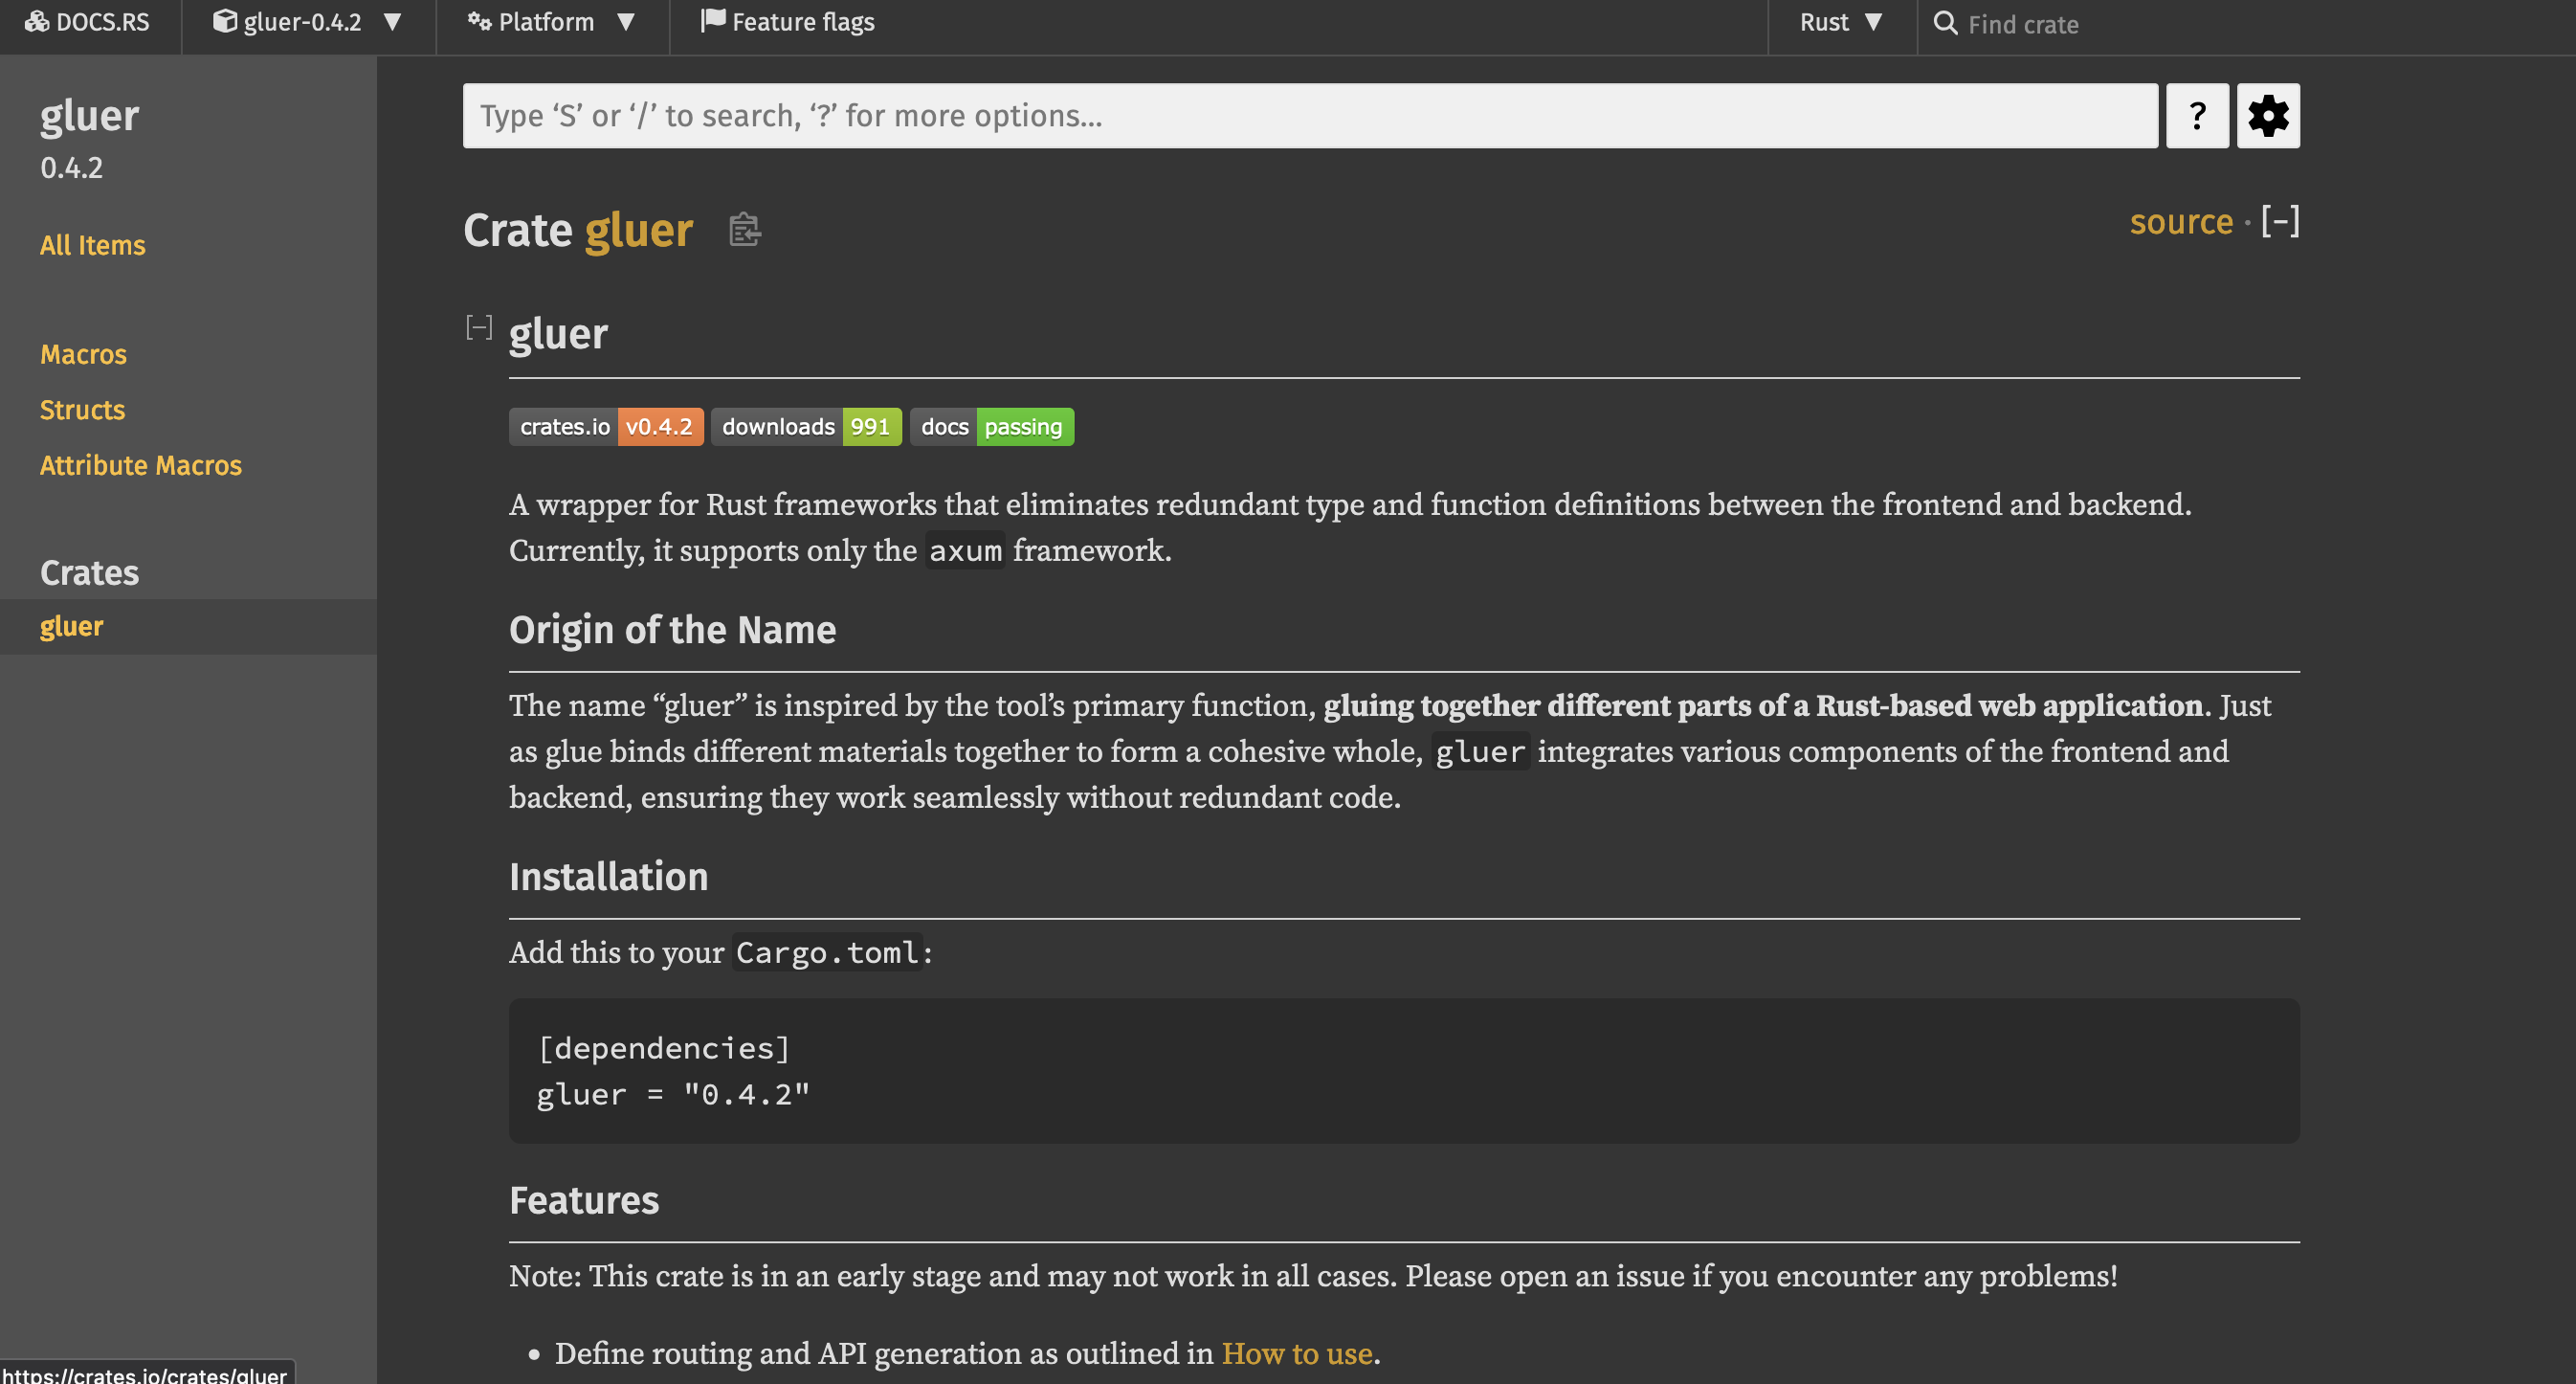 DOCS.RS gluer-0.4.2 ▼ Platform ▼ Feature flags Rust ▼ Find crate
gluer
0.4.2
All Items
Macros
Structs
Attribute Macros
Crates
gluer
Type ‘S’ or ‘/’ to search, ‘?’ for more options… ?
Crate gluer source · [-]
[-] gluer
crates.io v0.4.2 downloads 991 docs passing
A wrapper for Rust frameworks that eliminates redundant type and function definitions between the frontend and backend.
Currently, it supports only the axum framework.
Origin of the Name
The name “gluer” is inspired by the tool’s primary function, gluing together different parts of a Rust-based web application. Just
as glue binds different materials together to form a cohesive whole, gluer integrates various components of the frontend and
backend, ensuring they work seamlessly without redundant code.
Installation
Add this to your Cargo.toml:
[dependencies]
gluer = "0.4.2"
Features
Note: This crate is in an early stage and may not work in all cases. Please open an issue if you encounter any problems!
• Define routing and API generation as outlined in How to use.
https://crates.io/crates/gluer